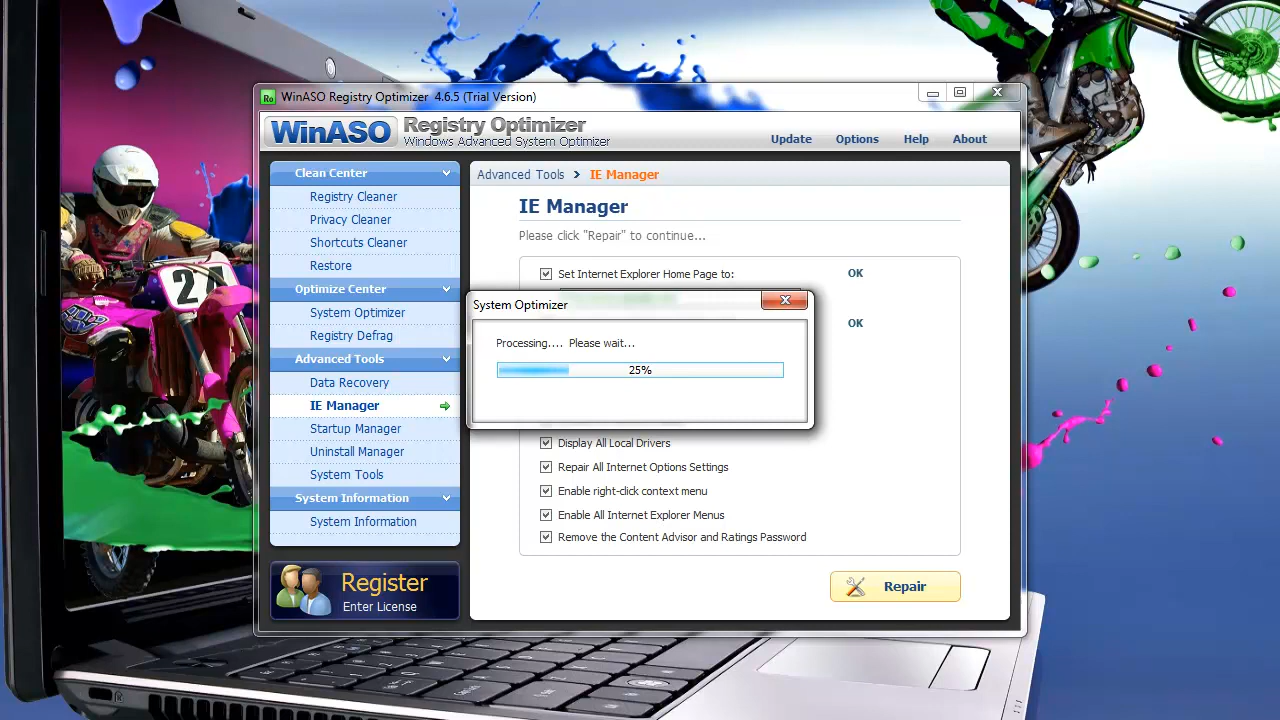 WinASO Registry Optimizer 4.6.5 (Trial Version)
WinASO Registry Optimizer
Windows Advanced System Optimizer
Update Options Help About
Clean Center
Registry Cleaner
Privacy Cleaner
Shortcuts Cleaner
Restore
Optimize Center
System Optimizer
Registry Defrag
Advanced Tools
Data Recovery
IE Manager
Startup Manager
Uninstall Manager
System Tools
System Information
System Information
Register
Enter License
Advanced Tools > IE Manager
IE Manager
Please click "Repair" to continue...
Set Internet Explorer Home Page to: OK
OK
System Optimizer
Processing.... Please wait...
25%
Display All Local Drivers
Repair All Internet Options Settings
Enable right-click context menu
Enable All Internet Explorer Menus
Remove the Content Advisor and Ratings Password
Repair
24